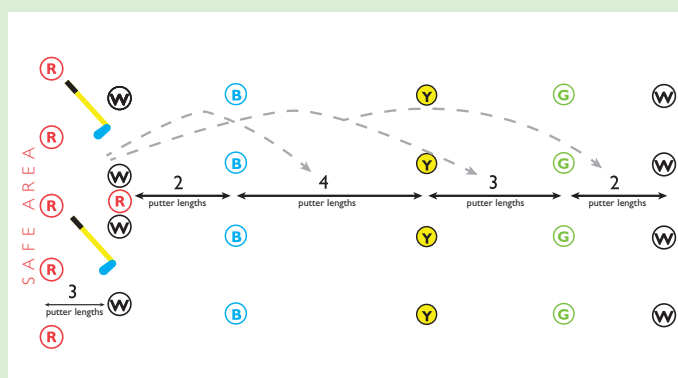 R
W B Y G W
R
W B Y G W
2 4 3 2
putter lengths putter lengths putter lengths putter lengths
SAFE AREA
R R
W B Y G W
R
3
putter lengths
W B Y G W
R